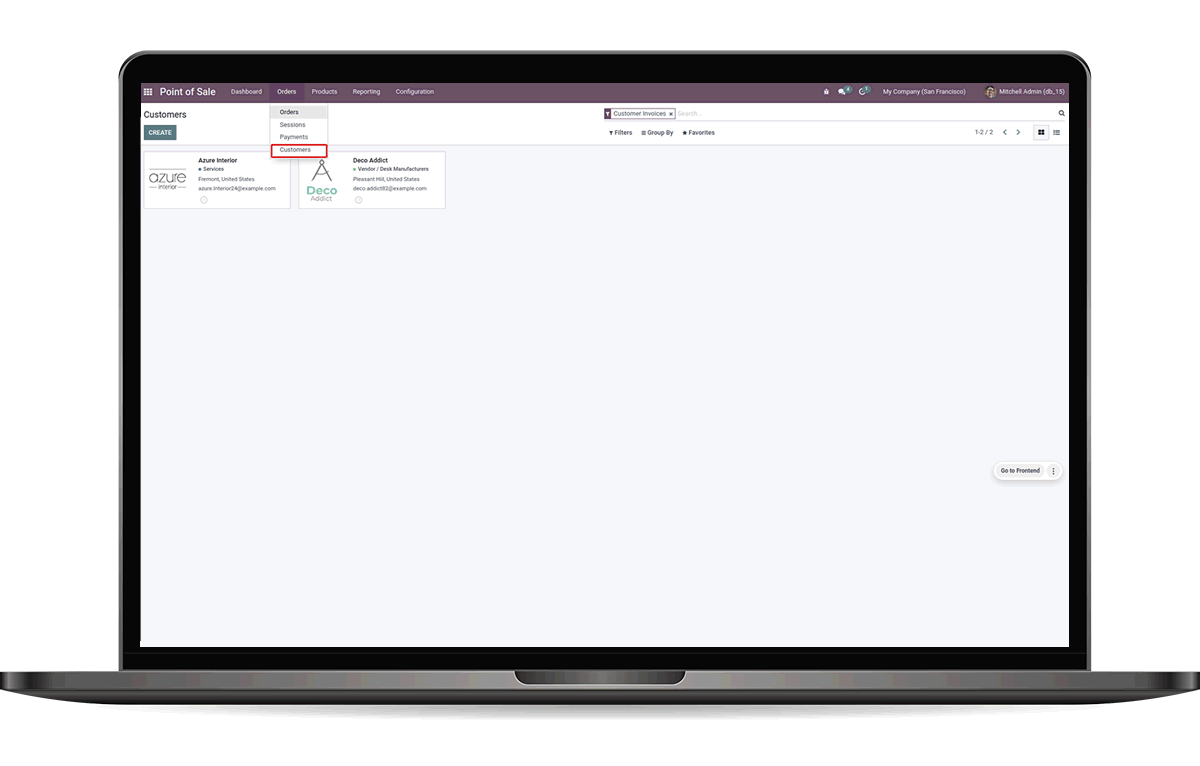 Point of Sale Dashboard Orders Products Reporting Configuration 4 My Company (San Francisco) Mitchell Admin (db_15)
Customers
Customer Invoices × Search...
CREATE
Filters Group By Favorites 1-2 / 2
Orders
Sessions
Payments
Customers
azure
interior
Azure Interior
Services
Fremont, United States
azure.Interior24@example.com
Deco
Addict
Deco Addict
Vendor / Desk Manufacturers
Pleasant Hill, United States
deco.addict82@example.com
Go to Frontend